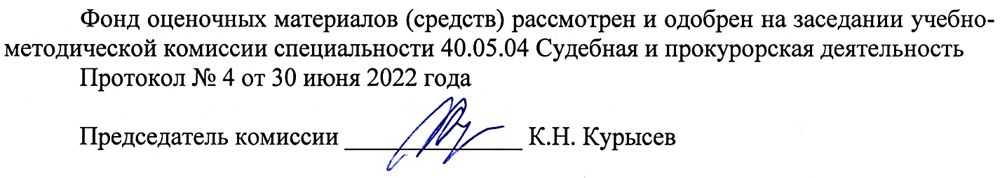 Фонд оценочных материалов (средств) рассмотрен и одобрен на заседании учебно-
методической комиссии специальности 40.05.04 Судебная и прокурорская деятельность
Протокол № 4 от 30 июня 2022 года
Председатель комиссии ______________ К.Н. Курысев